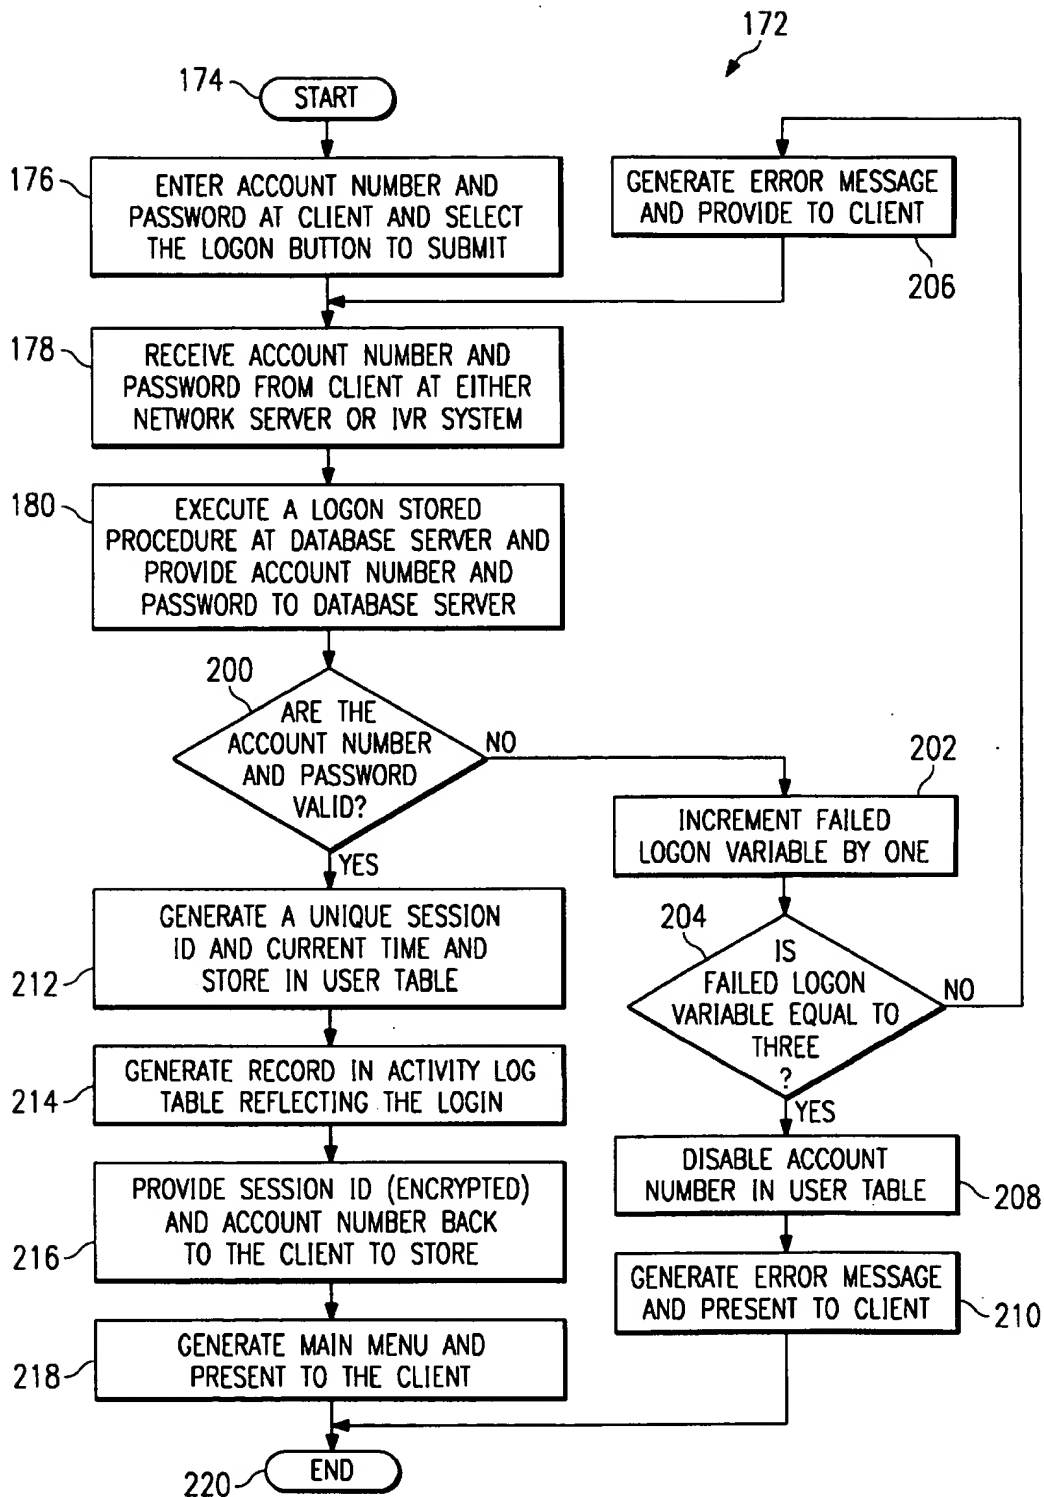 172
174
START
176
ENTER ACCOUNT NUMBER AND
PASSWORD AT CLIENT AND SELECT
THE LOGON BUTTON TO SUBMIT
GENERATE ERROR MESSAGE
AND PROVIDE TO CLIENT
206
178
RECEIVE ACCOUNT NUMBER AND
PASSWORD FROM CLIENT AT EITHER
NETWORK SERVER OR IVR SYSTEM
180
EXECUTE A LOGON STORED
PROCEDURE AT DATABASE SERVER AND
PROVIDE ACCOUNT NUMBER AND
PASSWORD TO DATABASE SERVER
200
ARE THE
ACCOUNT NUMBER
AND PASSWORD
VALID?
NO
YES
202
INCREMENT FAILED
LOGON VARIABLE BY ONE
204
IS
FAILED LOGON
VARIABLE EQUAL TO
THREE
?
NO
YES
212
GENERATE A UNIQUE SESSION
ID AND CURRENT TIME AND
STORE IN USER TABLE
214
GENERATE RECORD IN ACTIVITY LOG
TABLE REFLECTING THE LOGIN
DISABLE ACCOUNT
NUMBER IN USER TABLE
208
216
PROVIDE SESSION ID (ENCRYPTED)
AND ACCOUNT NUMBER BACK
TO THE CLIENT TO STORE
GENERATE ERROR MESSAGE
AND PRESENT TO CLIENT
210
218
GENERATE MAIN MENU AND
PRESENT TO THE CLIENT
220
END